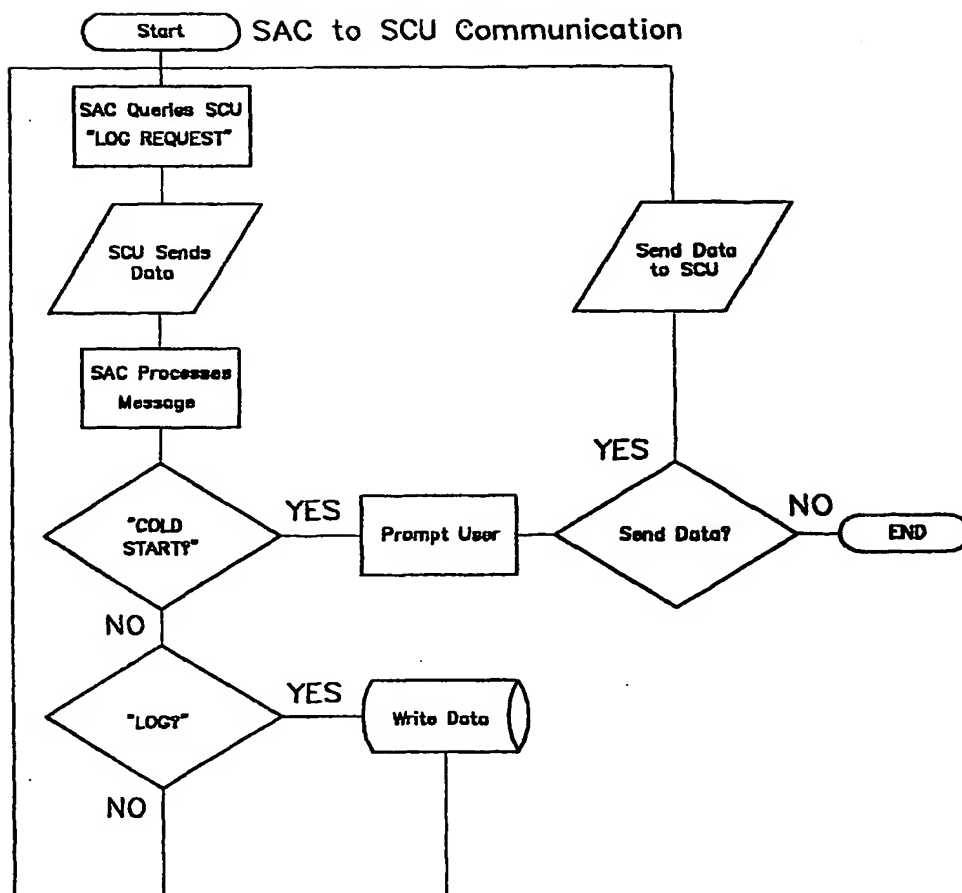 Start
SAC to SCU Communication
SAC Queries SCU
"LOG REQUEST"
SCU Sends
Data
Send Data
to SCU
SAC Processes
Message
YES
"COLD
START?"
YES
Prompt User
Send Data?
NO
END
NO
"LOG?"
YES
Write Data
NO